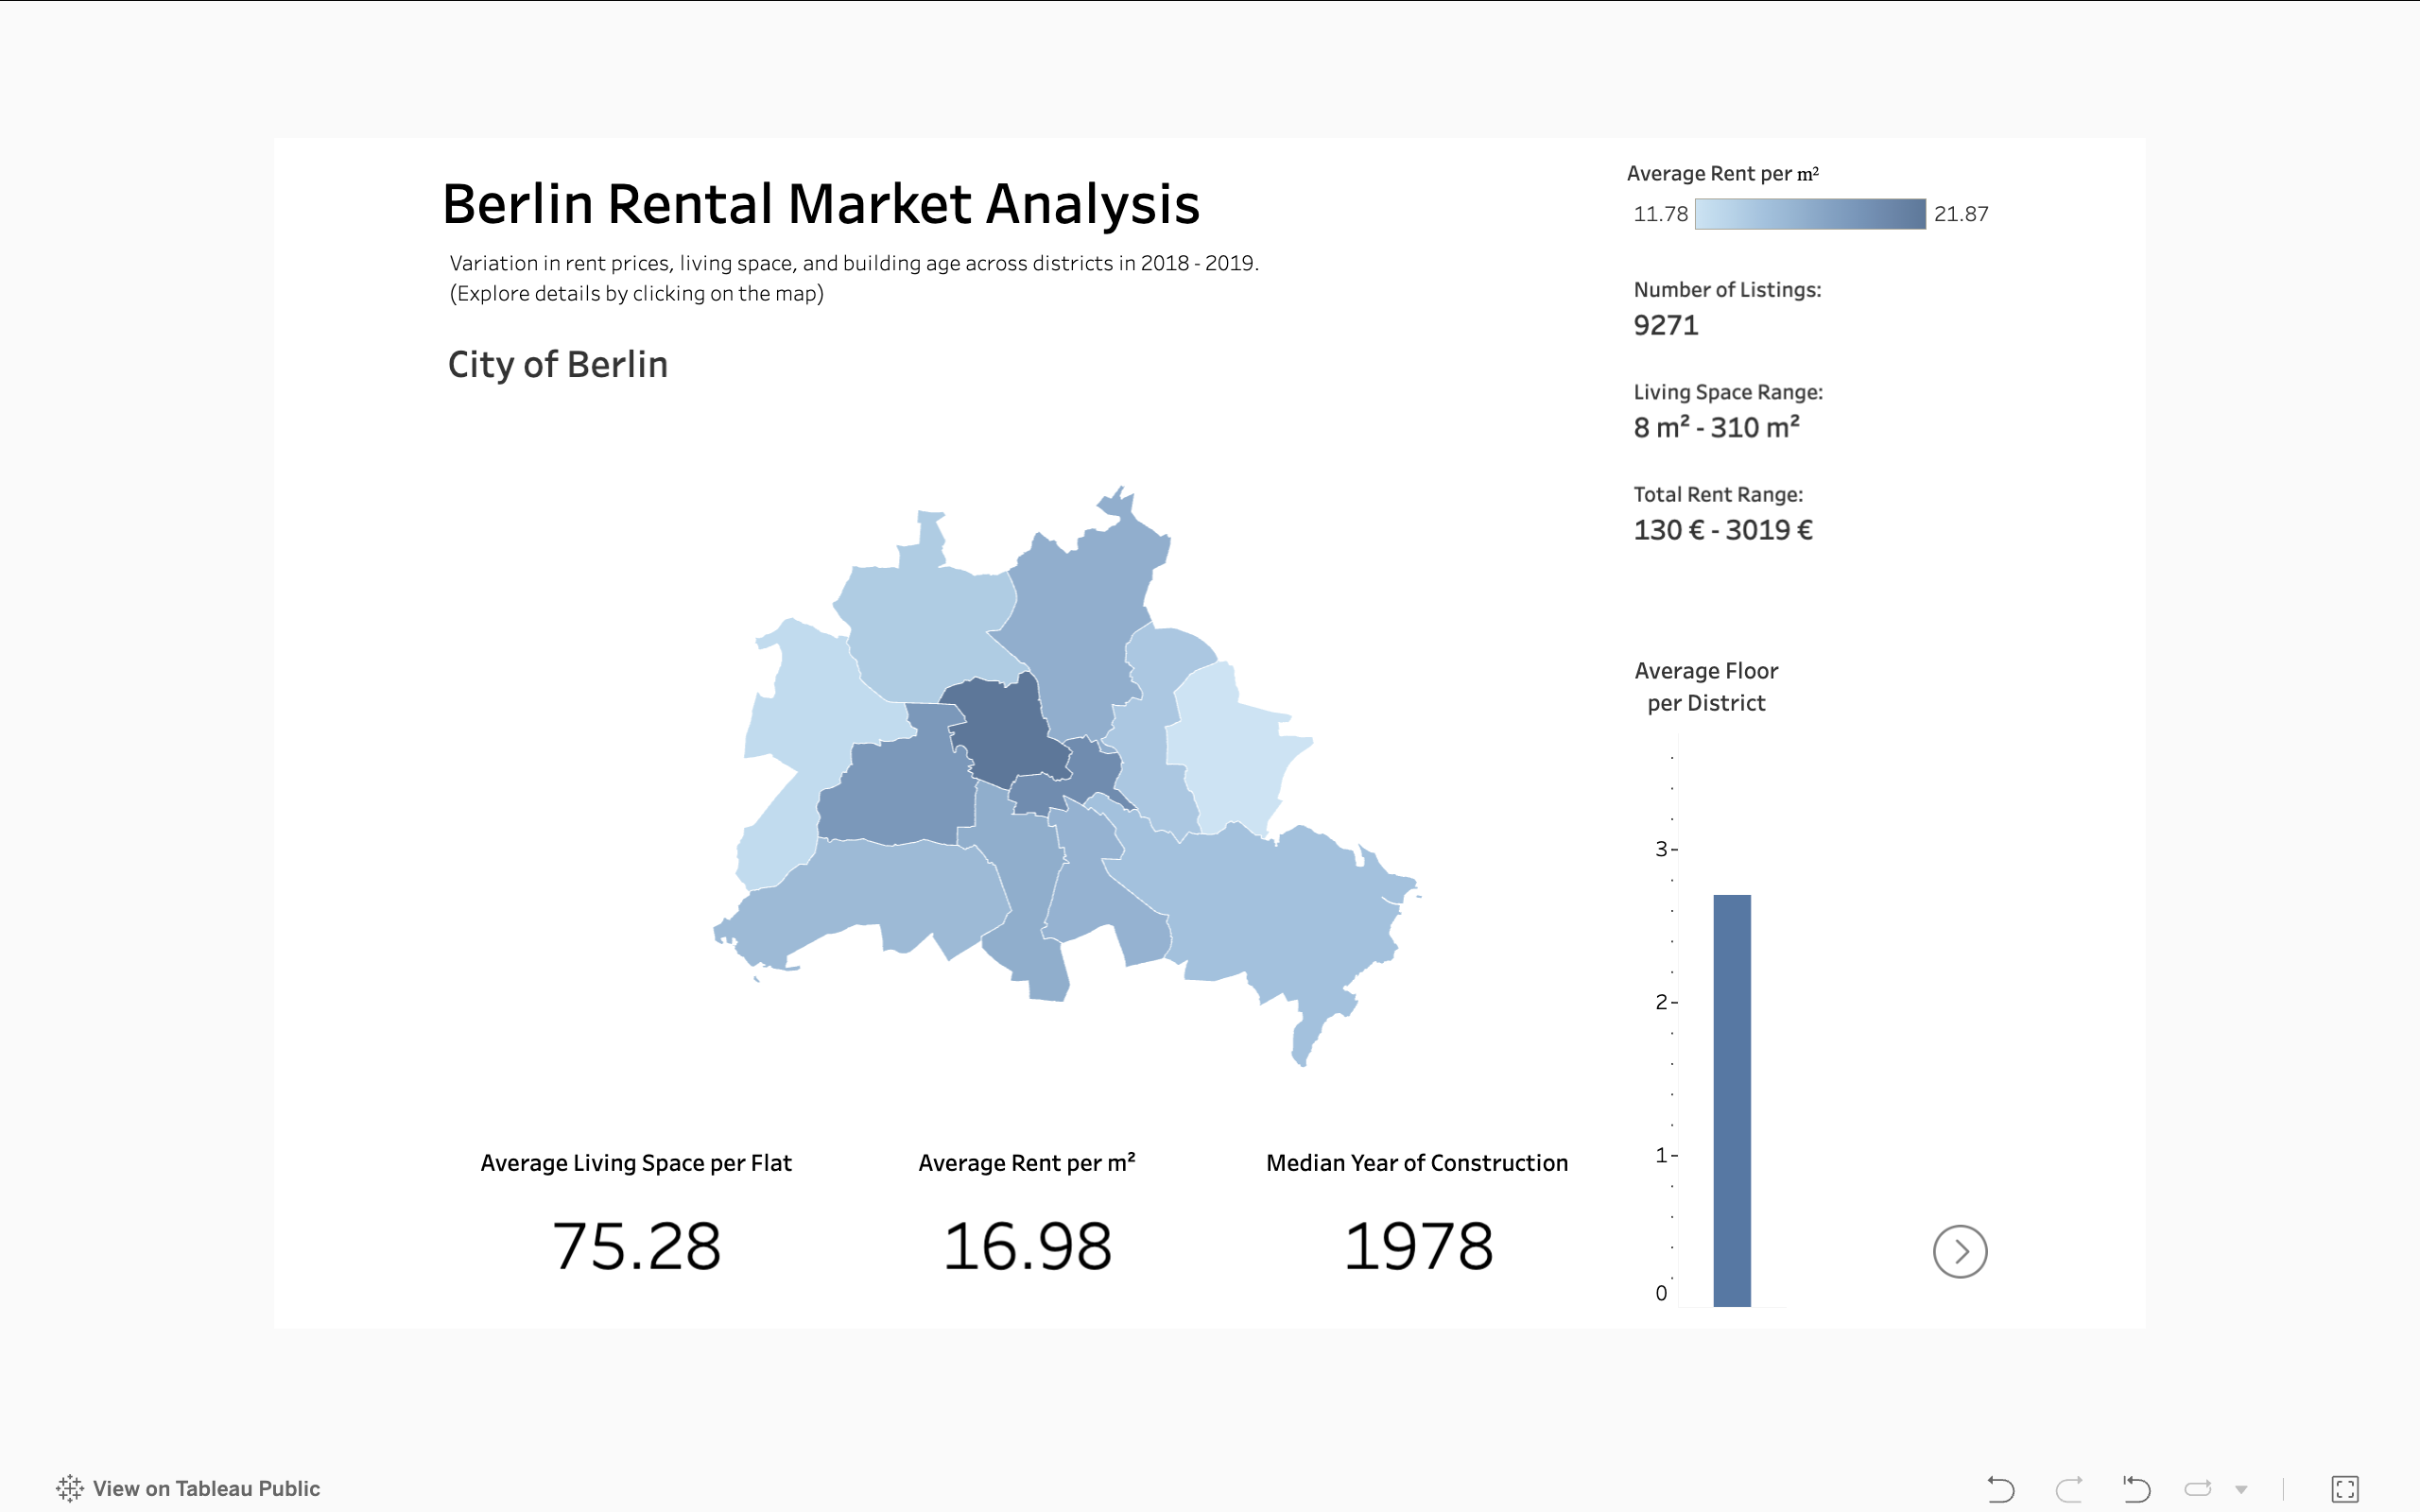 Berlin Rental Market Analysis
Variation in rent prices, living space, and building age across districts in 2018 - 2019.
(Explore details by clicking on the map)
City of Berlin
Average Rent per m²
11.78 21.87
Number of Listings:
9271
Living Space Range:
8 m² - 310 m²
Total Rent Range:
130 € - 3019 €
Average Floor
per District
3
2
1
0
Average Living Space per Flat
75.28
Average Rent per m²
16.98
Median Year of Construction
1978
View on Tableau Public